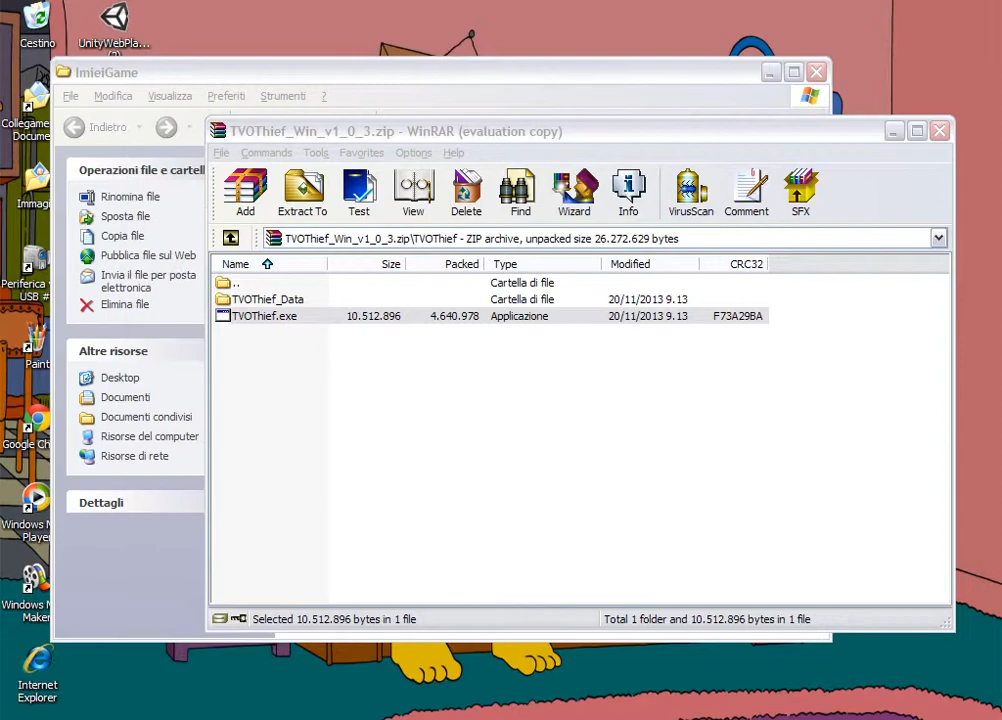 Cestino
UnityWebPla...
ImieiGame
File Modifica Visualizza Preferiti Strumenti ?
Indietro
TVOThief_Win_v1_0_3.zip - WinRAR (evaluation copy)
File Commands Tools Favorites Options Help
Add Extract To Test View Delete Find Wizard Info VirusScan Comment SFX
TVOThief_Win_v1_0_3.zip\TVOThief - ZIP archive, unpacked size 26.272.629 bytes
Name Size Packed Type Modified CRC32
.. Cartella di file
TVOThief_Data Cartella di file 20/11/2013 9.13
TVOThief.exe 10.512.896 4.640.978 Applicazione 20/11/2013 9.13 F73A29BA
Selected 10.512.896 bytes in 1 file
Total 1 folder and 10.512.896 bytes in 1 file
Operazioni file e cartell
Rinomina file
Sposta file
Copia file
Pubblica file sul Web
Invia il file per posta
elettronica
Elimina file
Altre risorse
Desktop
Documenti
Documenti condivisi
Risorse del computer
Risorse di rete
Dettagli
Collegame
Docume
Immagi
Periferica
USB #
Paint
Google Ch
Windows M
Player
Windows M
Maker
Internet
Explorer